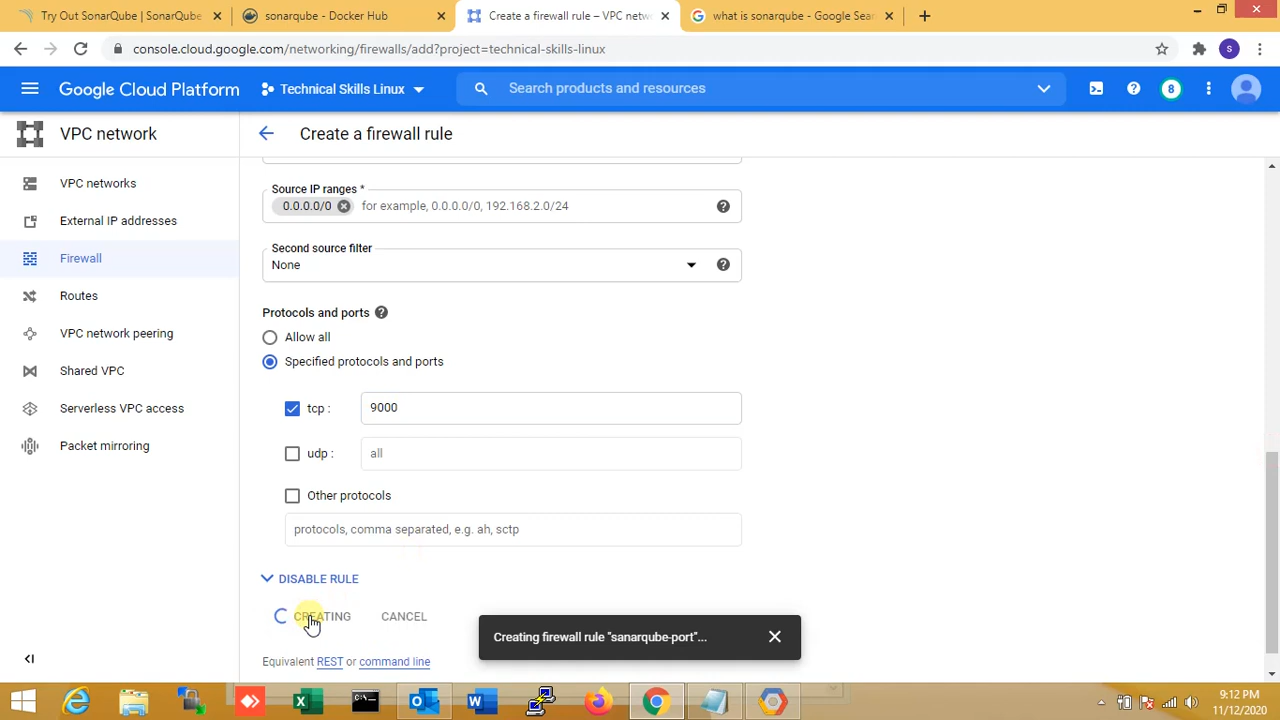 Try Out SonarQube | SonarQube
sonarqube - Docker Hub
Create a firewall rule – VPC netw
what is sonarqube - Google Sear
console.cloud.google.com/networking/firewalls/add?project=technical-skills-linux
S
Google Cloud Platform
Technical Skills Linux
Search products and resources
8
VPC network
Create a firewall rule
VPC networks
External IP addresses
Firewall
Routes
VPC network peering
Shared VPC
Serverless VPC access
Packet mirroring
Source IP ranges *
0.0.0.0/0 for example, 0.0.0.0/0, 192.168.2.0/24
Second source filter
None
Protocols and ports
Allow all
Specified protocols and ports
tcp : 9000
udp : all
Other protocols
protocols, comma separated, e.g. ah, sctp
DISABLE RULE
CREATING CANCEL
Creating firewall rule "sanarqube-port"...
Equivalent REST or command line
9:12 PM
11/12/2020